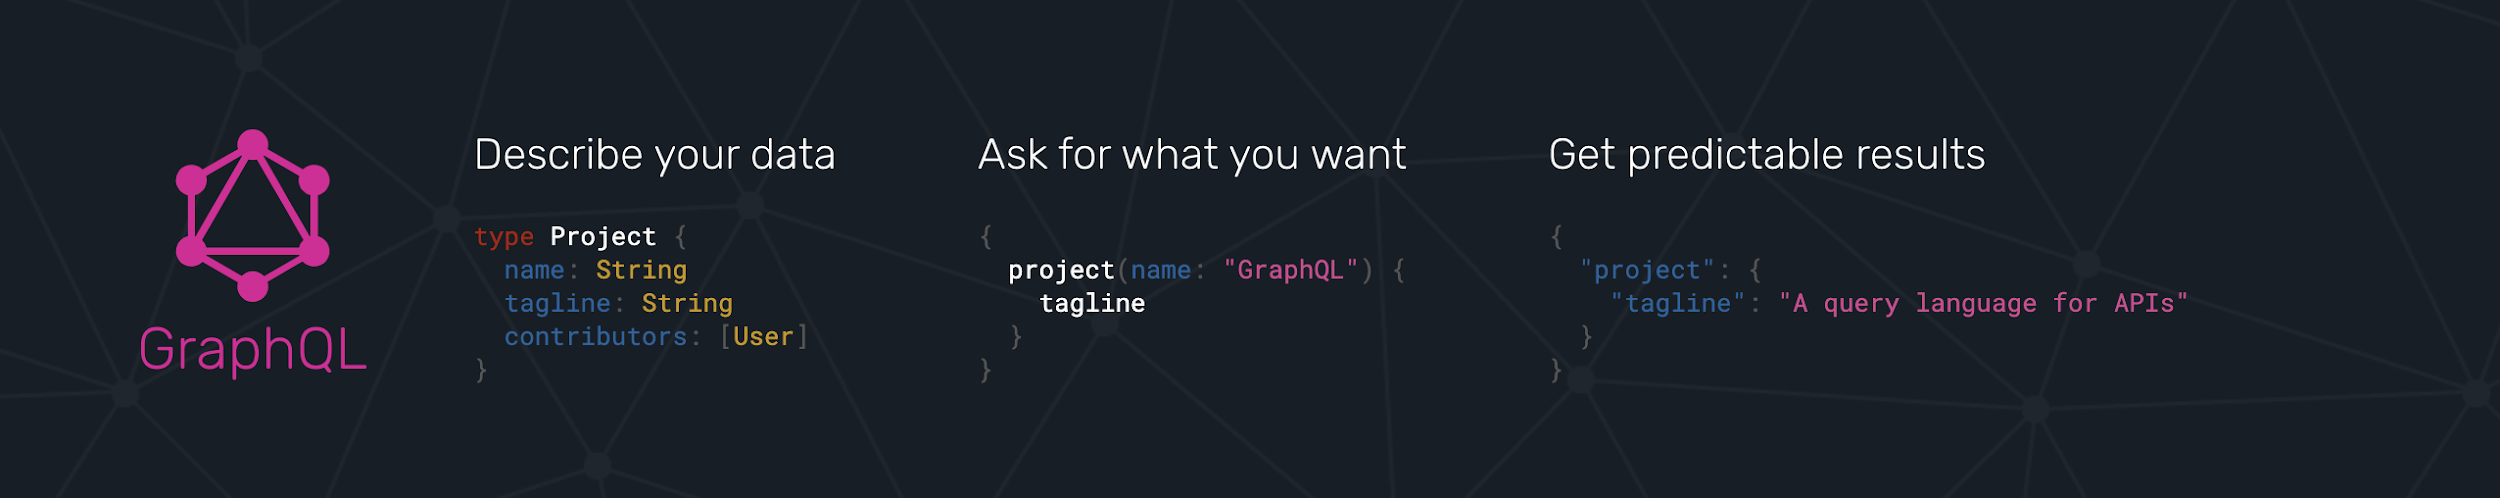 GraphQL
Describe your data
type Project {
  name: String
  tagline: String
  contributors: [User]
}
Ask for what you want
{
  project(name: "GraphQL") {
    tagline
  }
}
Get predictable results
{
  "project": {
    "tagline": "A query language for APIs"
  }
}